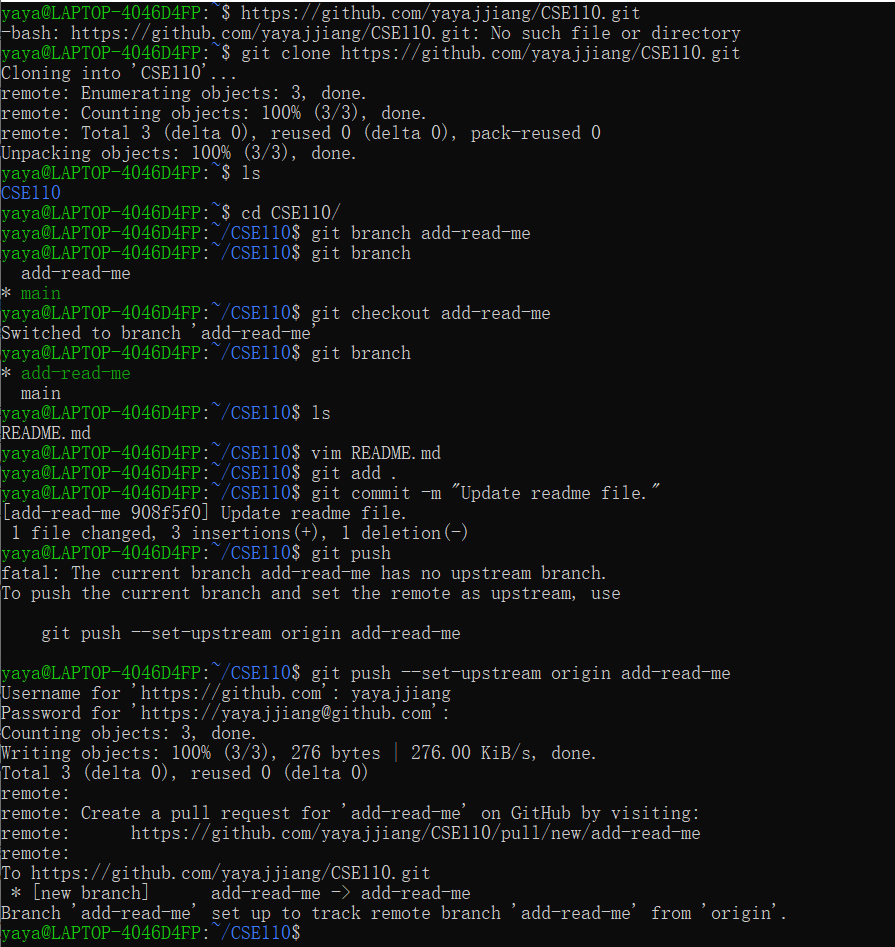 yaya@LAPTOP-4046D4FP:~$ https://github.com/yayajjiang/CSE110.git
-bash: https://github.com/yayajjiang/CSE110.git: No such file or directory
yaya@LAPTOP-4046D4FP:~$ git clone https://github.com/yayajjiang/CSE110.git
Cloning into 'CSE110'...
remote: Enumerating objects: 3, done.
remote: Counting objects: 100% (3/3), done.
remote: Total 3 (delta 0), reused 0 (delta 0), pack-reused 0
Unpacking objects: 100% (3/3), done.
yaya@LAPTOP-4046D4FP:~$ ls
CSE110
yaya@LAPTOP-4046D4FP:~$ cd CSE110/
yaya@LAPTOP-4046D4FP:~/CSE110$ git branch add-read-me
yaya@LAPTOP-4046D4FP:~/CSE110$ git branch
  add-read-me
* main
yaya@LAPTOP-4046D4FP:~/CSE110$ git checkout add-read-me
Switched to branch 'add-read-me'
yaya@LAPTOP-4046D4FP:~/CSE110$ git branch
* add-read-me
  main
yaya@LAPTOP-4046D4FP:~/CSE110$ ls
README.md
yaya@LAPTOP-4046D4FP:~/CSE110$ vim README.md
yaya@LAPTOP-4046D4FP:~/CSE110$ git add .
yaya@LAPTOP-4046D4FP:~/CSE110$ git commit -m "Update readme file."
[add-read-me 908f5f0] Update readme file.
 1 file changed, 3 insertions(+), 1 deletion(-)
yaya@LAPTOP-4046D4FP:~/CSE110$ git push
fatal: The current branch add-read-me has no upstream branch.
To push the current branch and set the remote as upstream, use
    git push --set-upstream origin add-read-me
yaya@LAPTOP-4046D4FP:~/CSE110$ git push --set-upstream origin add-read-me
Username for 'https://github.com': yayajjiang
Password for 'https://yayajjiang@github.com':
Counting objects: 3, done.
Writing objects: 100% (3/3), 276 bytes | 276.00 KiB/s, done.
Total 3 (delta 0), reused 0 (delta 0)
remote:
remote: Create a pull request for 'add-read-me' on GitHub by visiting:
remote:      https://github.com/yayajjiang/CSE110/pull/new/add-read-me
remote:
To https://github.com/yayajjiang/CSE110.git
 * [new branch]      add-read-me -> add-read-me
Branch 'add-read-me' set up to track remote branch 'add-read-me' from 'origin'.
yaya@LAPTOP-4046D4FP:~/CSE110$